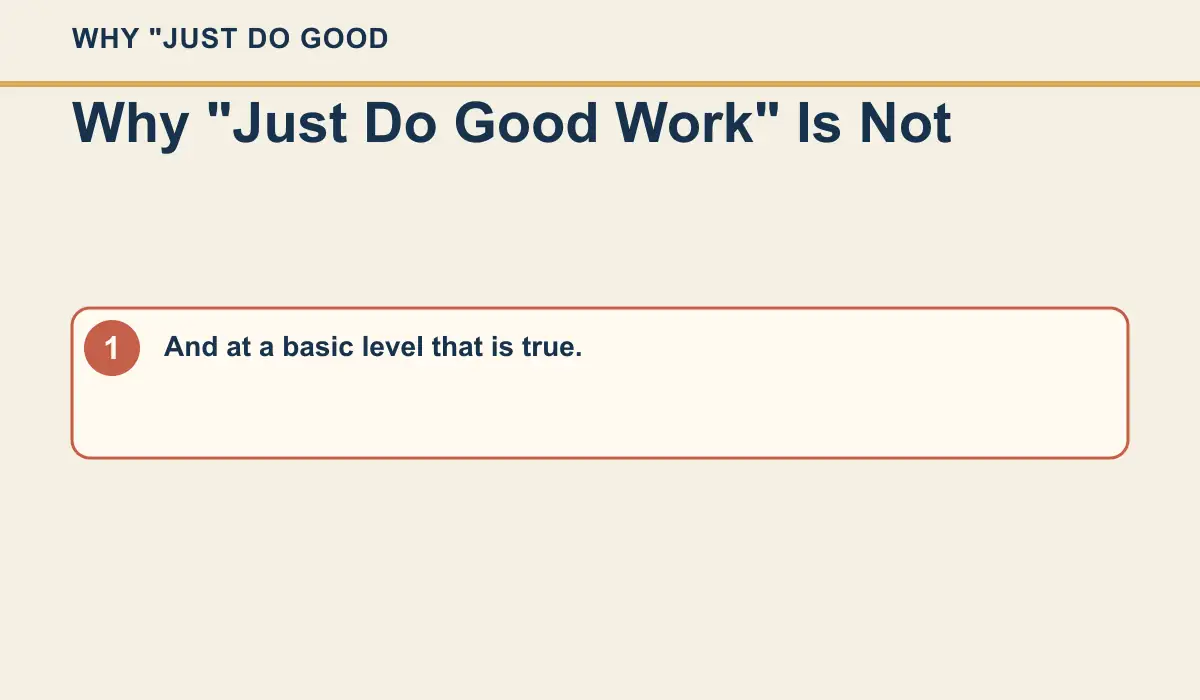 WHY "JUST DO GOOD
Why "Just Do Good Work" Is Not
1 And at a basic level that is true.